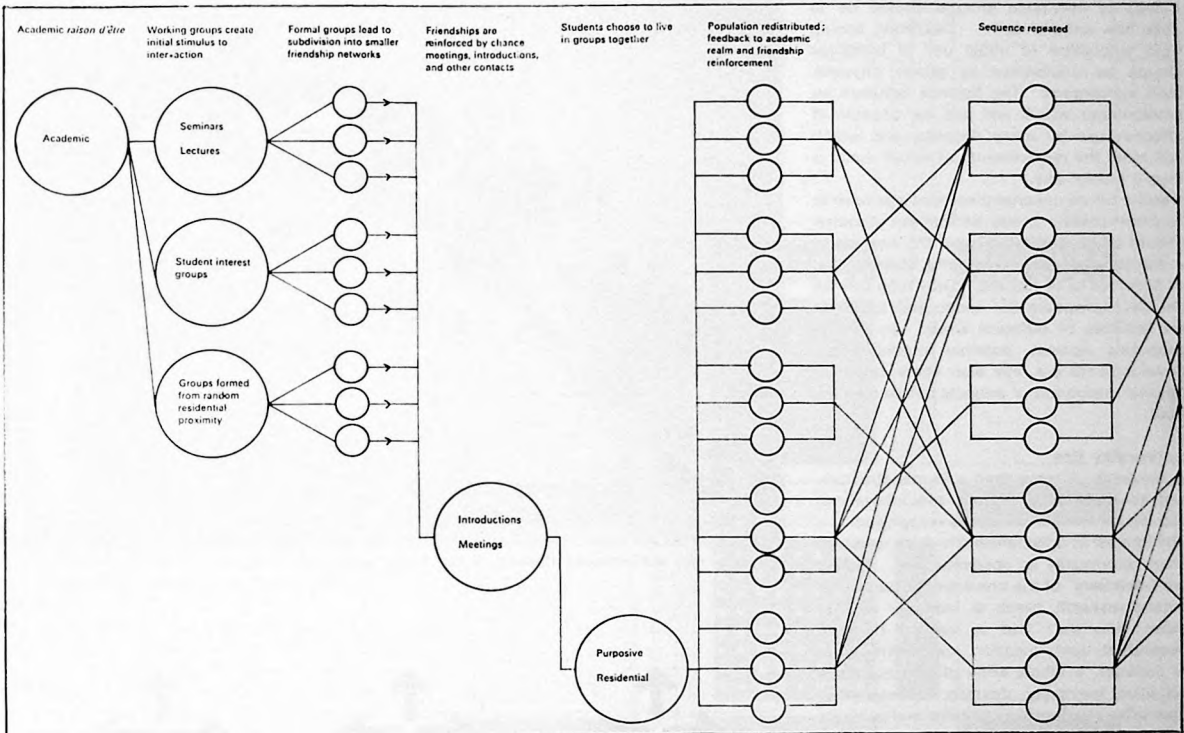 Academic raison d'être
Working groups create
initial stimulus to
interaction
Formal groups lead to
subdivision into smaller
friendship networks
Friendships are
reinforced by chance
meetings, introductions,
and other contacts
Students choose to live
in groups together
Population redistributed;
feedback to academic
realm and friendship
reinforcement
Sequence repeated
Academic
Seminars
Lectures
Student interest
groups
Groups formed
from random
residential
proximity
Introductions
Meetings
Purposive
Residential